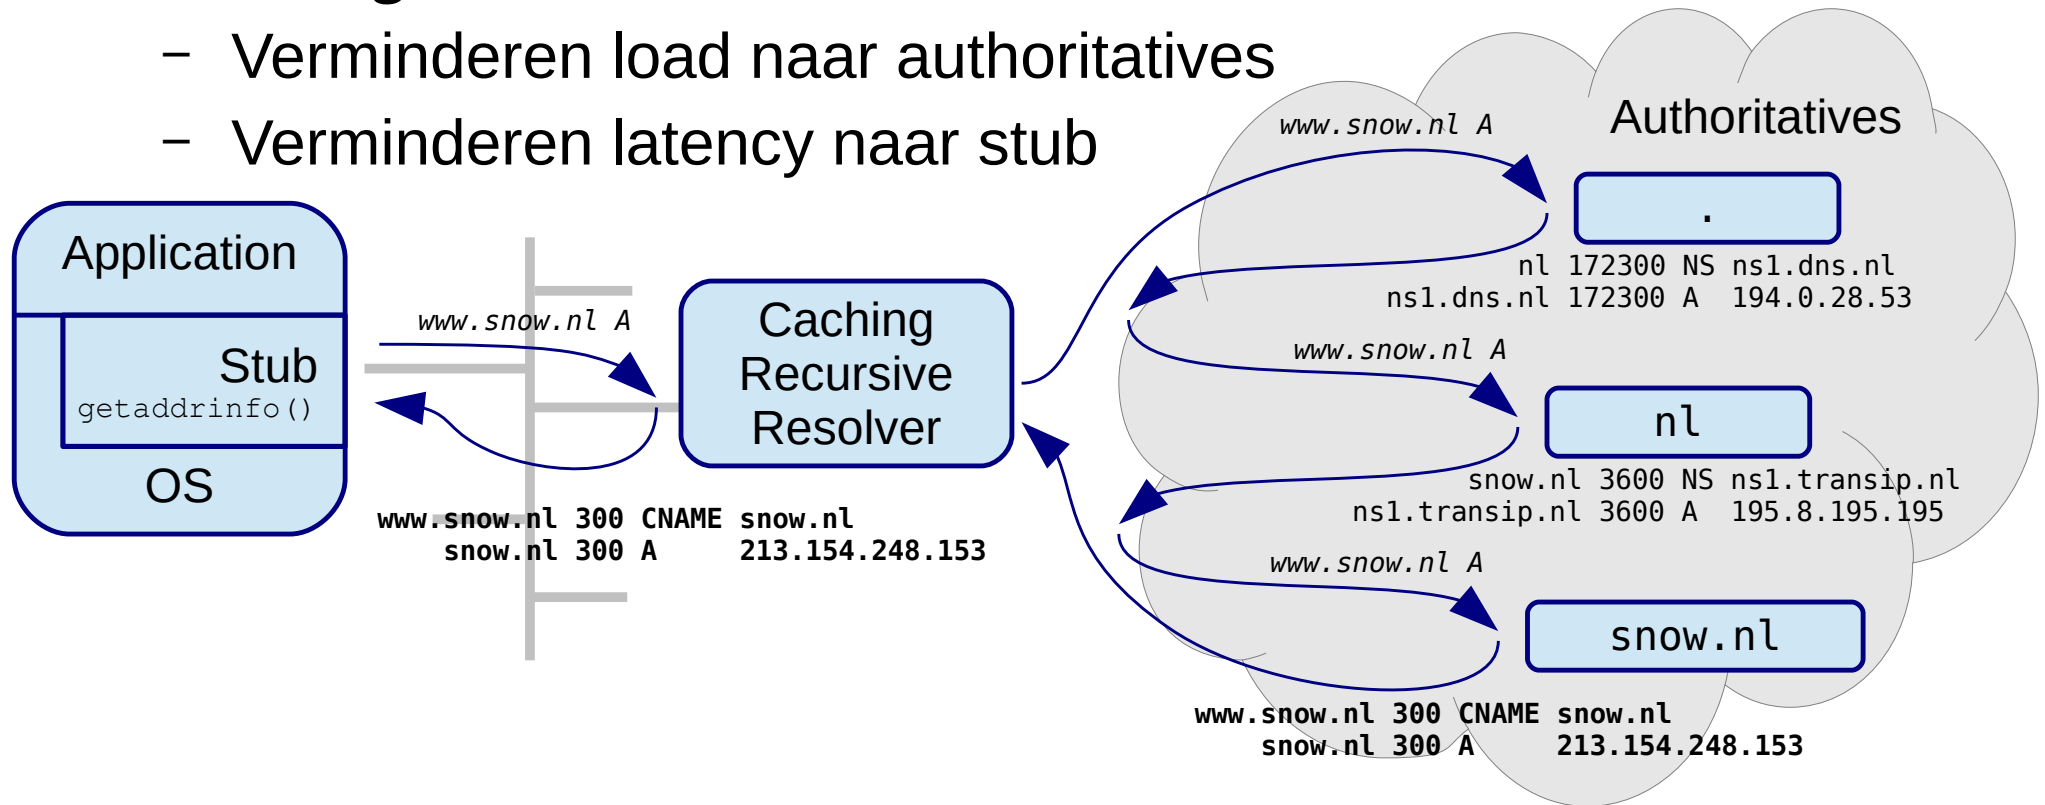 – Verminderen load naar authoritatives
– Verminderen latency naar stub
Application
Stub
getaddrinfo()
OS
www.snow.nl A
Caching
Recursive
Resolver
www.snow.nl 300 CNAME snow.nl
snow.nl 300 A 213.154.248.153
Authoritatives
www.snow.nl A
.
nl 172300 NS ns1.dns.nl
ns1.dns.nl 172300 A 194.0.28.53
www.snow.nl A
nl
snow.nl 3600 NS ns1.transip.nl
ns1.transip.nl 3600 A 195.8.195.195
www.snow.nl A
snow.nl
www.snow.nl 300 CNAME snow.nl
snow.nl 300 A 213.154.248.153